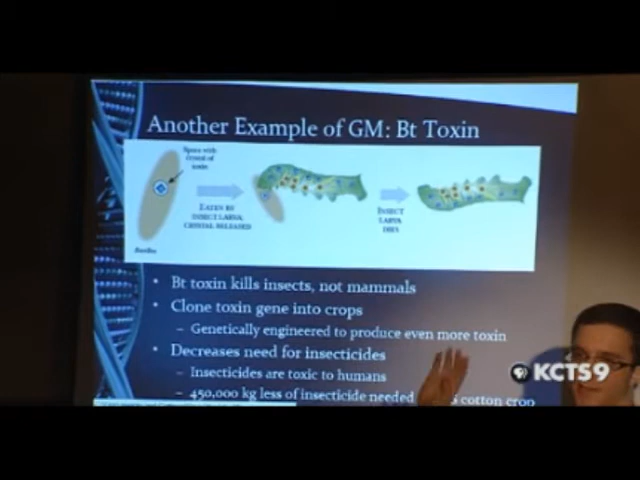 Another Example of GM: Bt Toxin
Spore with
crystal of
toxin
EATEN BY
INSECT LARVA,
CRYSTAL RELEASED
INSECT
LARVA
DIES
Bacillus
• Bt toxin kills insects, not mammals
• Clone toxin gene into crops
– Genetically engineered to produce even more toxin
• Decreases need for insecticides
– Insecticides are toxic to humans
– 450,000 kg less of insecticide needed
cotton crop
KCTS9